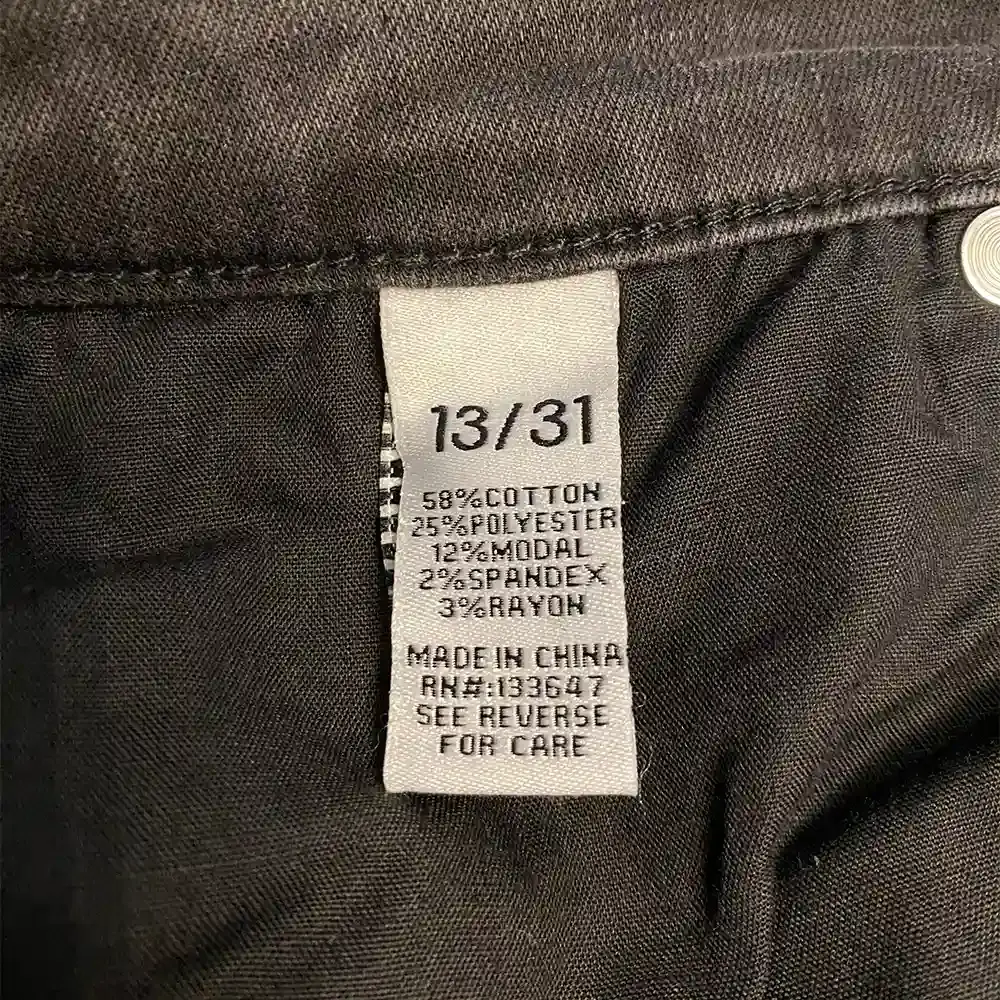 13/31
58%COTTON
25%POLYESTER
12%MODAL
2%SPANDEX
3%RAYON
MADE IN CHINA
RN#:133647
SEE REVERSE
FOR CARE